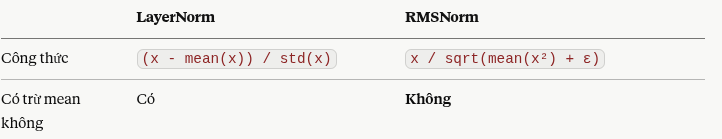 LayerNorm RMSNorm
Công thức (x - mean(x)) / std(x) x / sqrt(mean(x²) + ε)
Có trừ mean Có Không
không